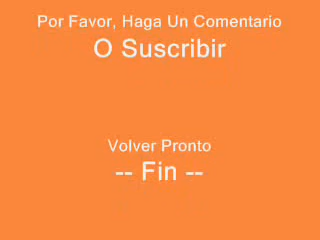 Por Favor, Haga Un Comentario
O Suscribir
Volver Pronto
-- Fin --